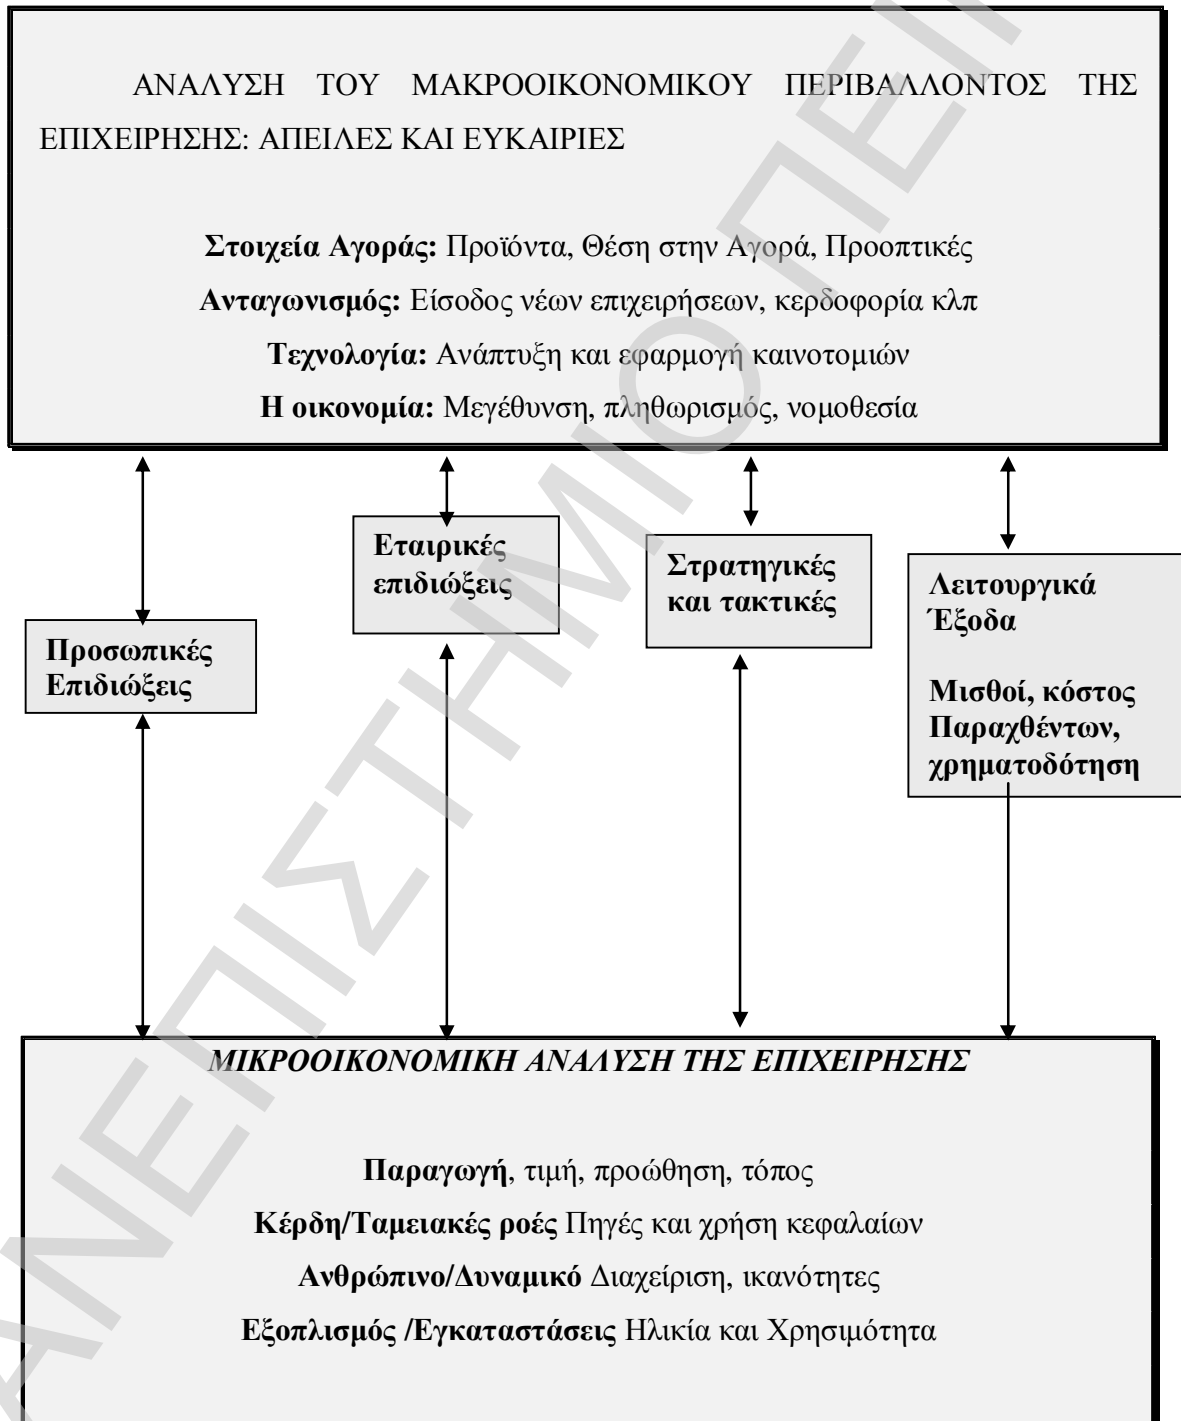 ΑΝΑΛΥΣΗ ΤΟΥ ΜΑΚΡΟΟΙΚΟΝΟΜΙΚΟΥ ΠΕΡΙΒΑΛΛΟΝΤΟΣ ΤΗΣ
ΕΠΙΧΕΙΡΗΣΗΣ: ΑΠΕΙΛΕΣ ΚΑΙ ΕΥΚΑΙΡΙΕΣ
Στοιχεία Αγοράς: Προϊόντα, Θέση στην Αγορά, Προοπτικές
Ανταγωνισμός: Είσοδος νέων επιχειρήσεων, κερδοφορία κλπ
Τεχνολογία: Ανάπτυξη και εφαρμογή καινοτομιών
Η οικονομία: Μεγέθυνση, πληθωρισμός, νομοθεσία
Προσωπικές
Επιδιώξεις
Εταιρικές
επιδιώξεις
Στρατηγικές
και τακτικές
Λειτουργικά
Έξοδα
Μισθοί, κόστος
Παραχθέντων,
χρηματοδότηση
ΜΙΚΡΟΟΙΚΟΝΟΜΙΚΗ ΑΝΑΛΥΣΗ ΤΗΣ ΕΠΙΧΕΙΡΗΣΗΣ
Παραγωγή, τιμή, προώθηση, τόπος
Κέρδη/Ταμειακές ροές Πηγές και χρήση κεφαλαίων
Ανθρώπινο/Δυναμικό Διαχείριση, ικανότητες
Εξοπλισμός /Εγκαταστάσεις Ηλικία και Χρησιμότητα
ΑΝΕΠΙΣΤΗΜΙΟ ΠΕΙ